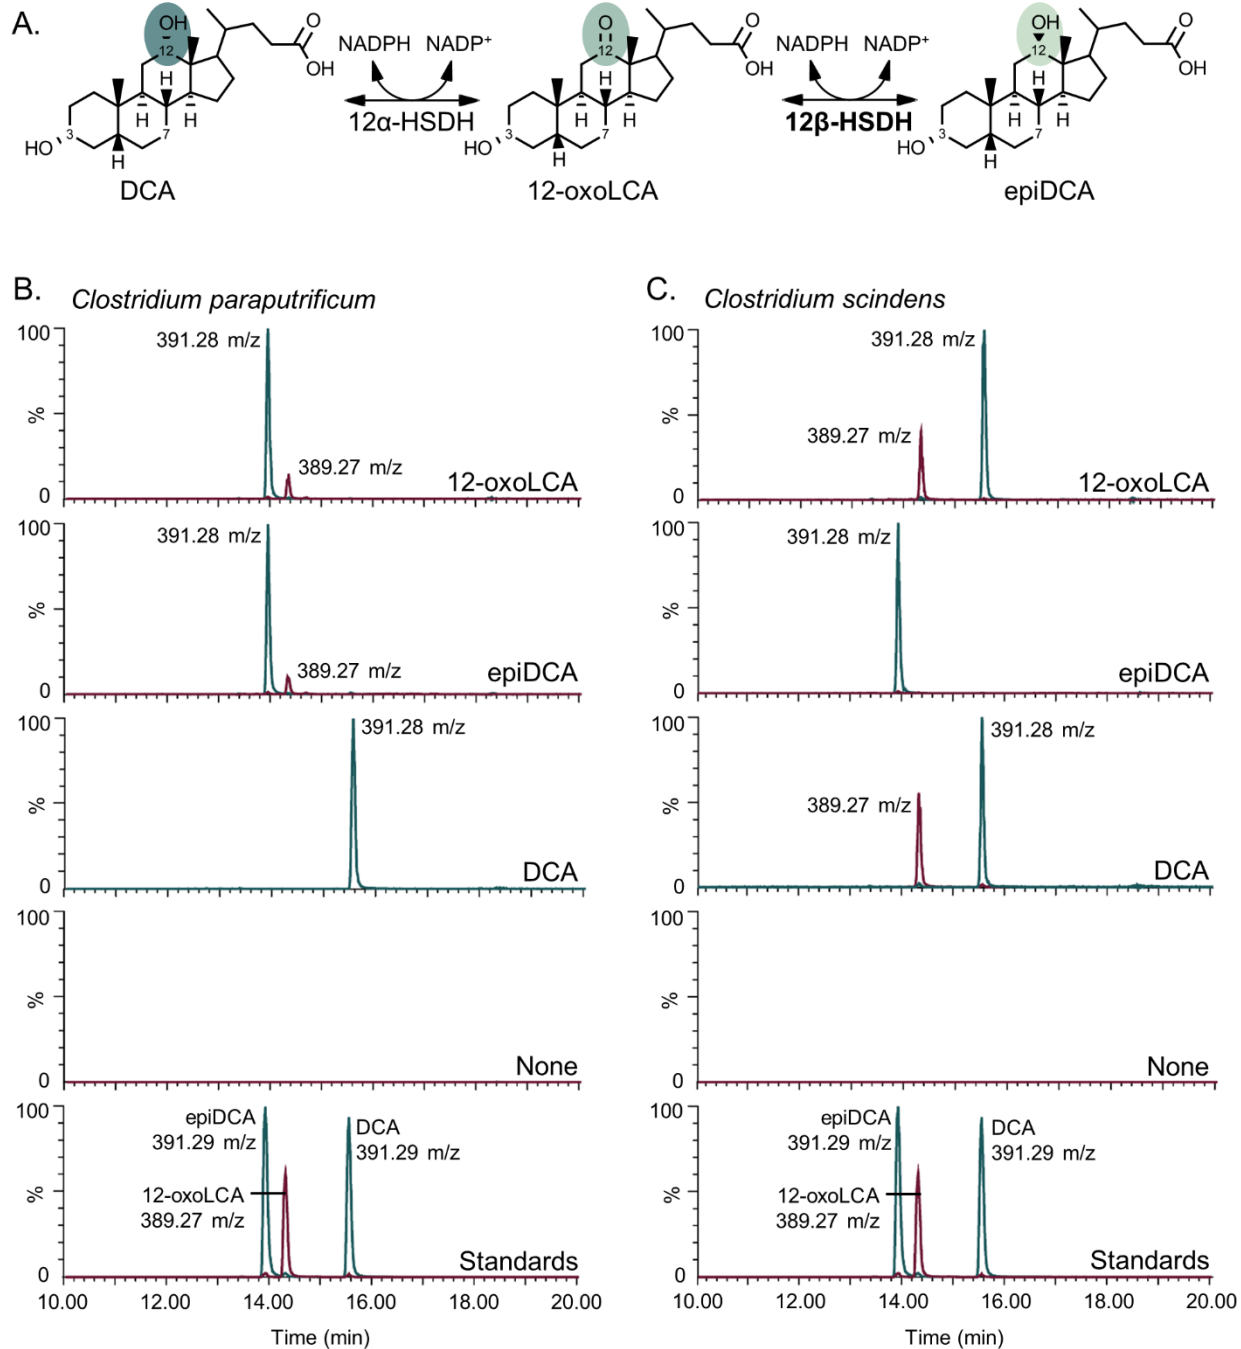 A.
OH
12
H
H
H
3
7
HO
H
O
OH
DCA
NADPH NADP⁺
12α-HSDH
O
12
H
H
H
3
7
HO
H
O
OH
12-oxoLCA
NADPH NADP⁺
12β-HSDH
OH
12
H
H
H
3
7
HO
H
O
OH
epiDCA
B. Clostridium paraputrificum
100
%
0
391.28 m/z
389.27 m/z
12-oxoLCA
100
%
0
391.28 m/z
389.27 m/z
epiDCA
100
%
0
391.28 m/z
DCA
100
%
0
None
100
%
0
epiDCA
391.29 m/z
12-oxoLCA
389.27 m/z
DCA
391.29 m/z
Standards
10.00 12.00 14.00 16.00 18.00 20.00
Time (min)
C. Clostridium scindens
100
%
0
391.28 m/z
389.27 m/z
12-oxoLCA
100
%
0
391.28 m/z
epiDCA
100
%
0
391.28 m/z
389.27 m/z
DCA
100
%
0
None
100
%
0
epiDCA
391.29 m/z
12-oxoLCA
389.27 m/z
DCA
391.29 m/z
Standards
10.00 12.00 14.00 16.00 18.00 20.00
Time (min)